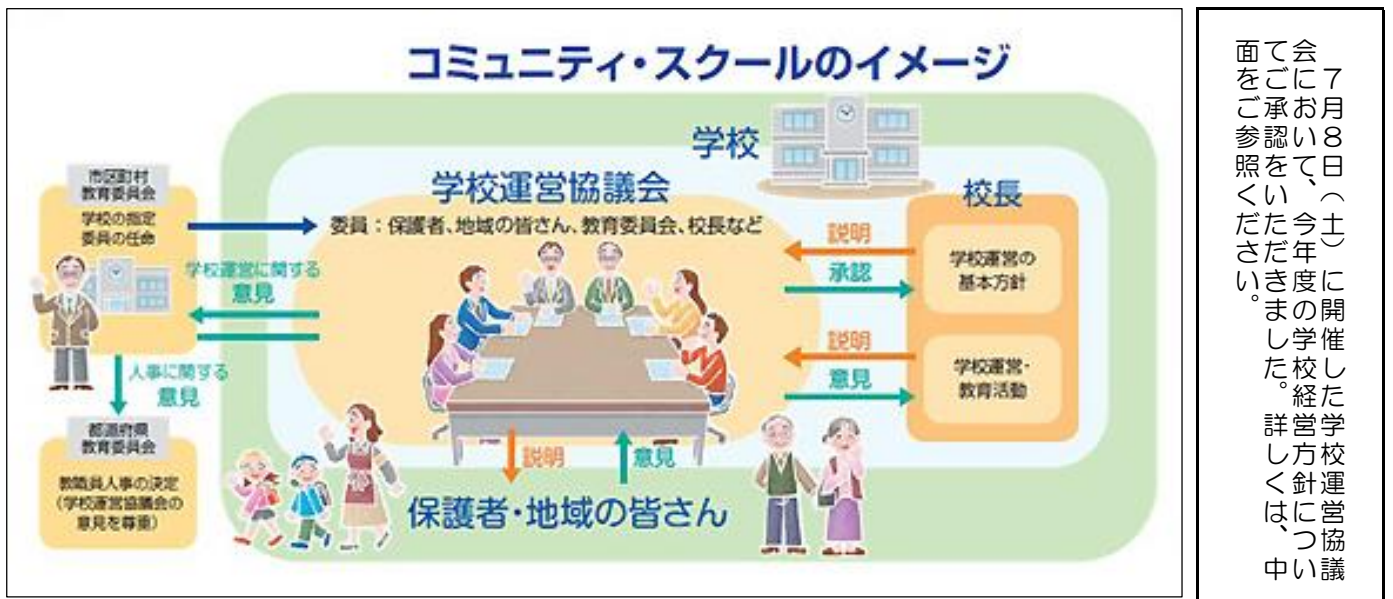 コミュニティ・スクールのイメージ
学校
市区町村
教育委員会
学校の指定
委員の任命
学校運営協議会
委員：保護者、地域の皆さん、教育委員会、校長など
校長
説明
承認
学校運営の
基本方針
学校運営に関する
意見
説明
意見
学校運営・
教育活動
人事に関する
意見
都道府県
教育委員会
教職員人事の決定
（学校運営協議会の
意見を尊重）
説明
意見
保護者・地域の皆さん
７月８日（土）に開催した学校運営協議
会において、今年度の学校経営方針につい
てご承認をいただきました。詳しくは、中
面をご参照ください。